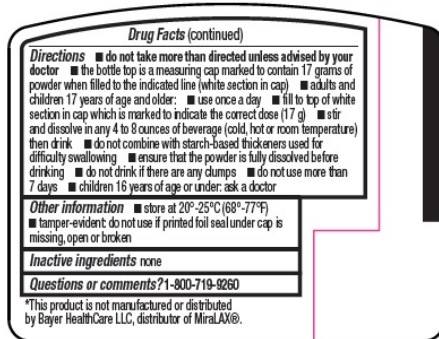 Drug Facts (continued)
Directions ■ do not take more than directed unless advised by your
doctor ■ the bottle top is a measuring cap marked to contain 17 grams of
powder when filled to the indicated line (white section in cap) ■ adults and
children 17 years of age and older: ■ use once a day ■ fill to top of white
section in cap which is marked to indicate the correct dose (17 g) ■ stir
and dissolve in any 4 to 8 ounces of beverage (cold, hot or room temperature)
then drink ■ do not combine with starch-based thickeners used for
difficulty swallowing ■ ensure that the powder is fully dissolved before
drinking ■ do not drink if there are any clumps ■ do not use more than
7 days ■ children 16 years of age or under: ask a doctor
Other information ■ store at 20º-25ºC (68º-77ºF)
■ tamper-evident: do not use if printed foil seal under cap is
missing, open or broken
Inactive ingredients none
Questions or comments? 1-800-719-9260
*This product is not manufactured or distributed
by Bayer HealthCare LLC, distributor of MiraLAX®.